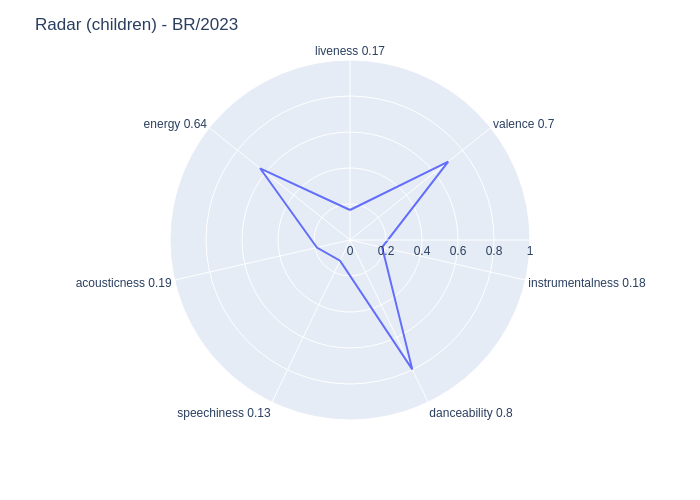 Radar (children) - BR/2023
liveness 0.17
energy 0.64
valence 0.7
0 0.2 0.4 0.6 0.8 1
acousticness 0.19
instrumentalness 0.18
speechiness 0.13
danceability 0.8